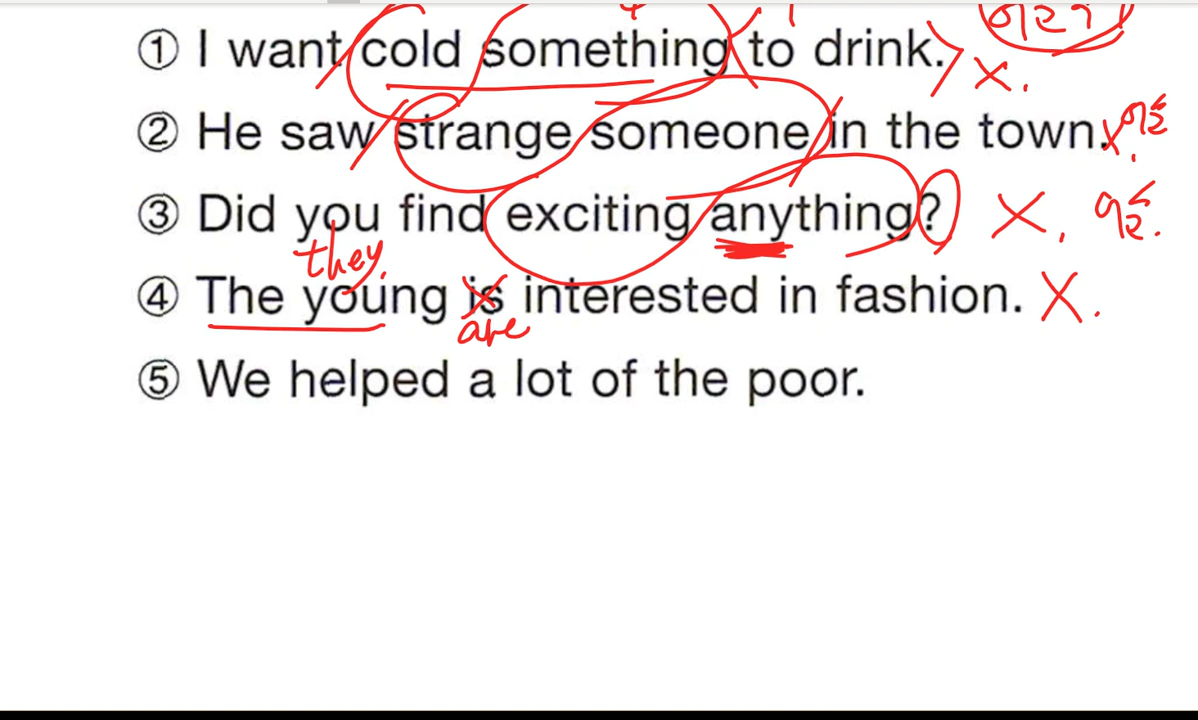 ① I want cold something to drink. X.
② He saw strange someone in the town. X.
③ Did you find exciting anything? X.
they
④ The young is interested in fashion. X.
are
⑤ We helped a lot of the poor.